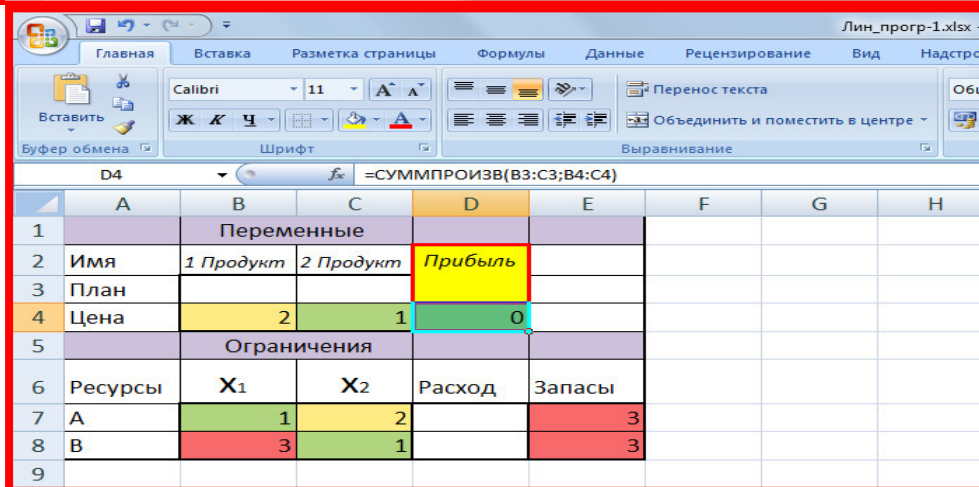 Лин_прогр-1.xlsx -
Главная Вставка Разметка страницы Формулы Данные Рецензирование Вид Надстро
Calibri 11 A A Перенос текста Об
Вставить Ж К Ч А Объединить и поместить в центре
Буфер обмена Шрифт Выравнивание
D4 fx =СУММПРОИЗВ(B3:C3;B4:C4)
A B C D E F G H
1 Переменные
2 Имя 1 Продукт 2 Продукт Прибыль
3 План
4 Цена 2 1 0
5 Ограничения
6 Ресурсы X1 X2 Расход Запасы
7 A 1 2 3
8 B 3 1 3
9